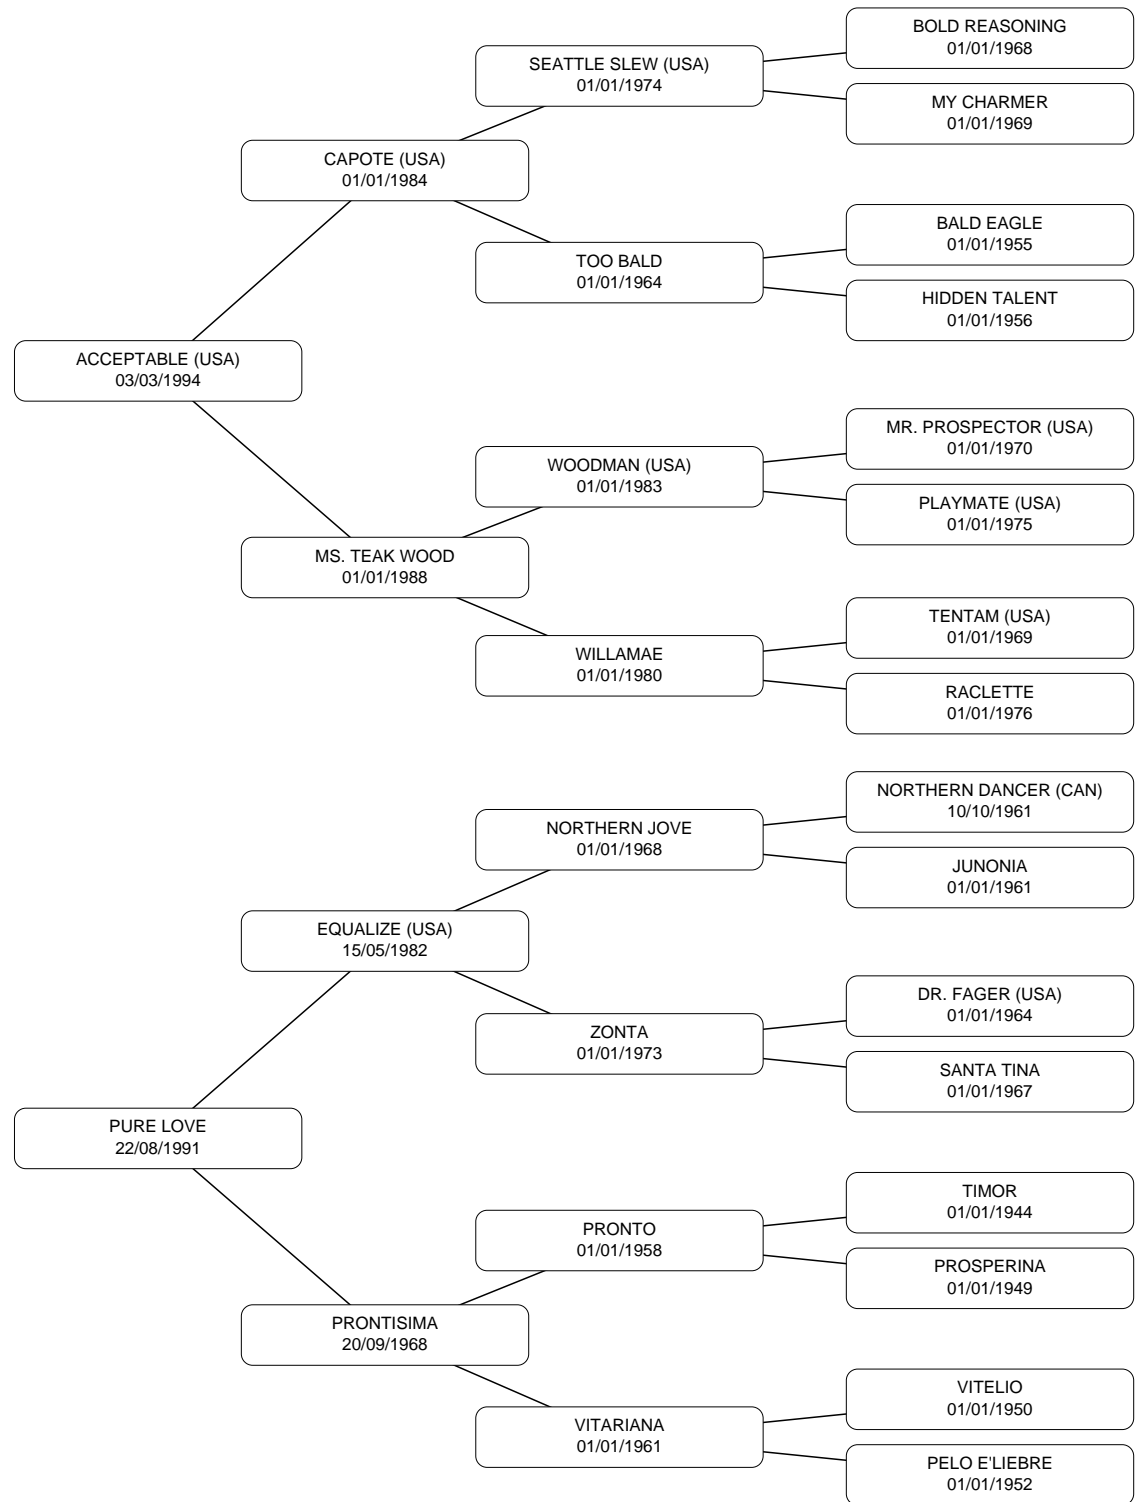 BOLD REASONING
01/01/1968
SEATTLE SLEW (USA)
01/01/1974
MY CHARMER
01/01/1969
CAPOTE (USA)
01/01/1984
BALD EAGLE
01/01/1955
TOO BALD
01/01/1964
HIDDEN TALENT
01/01/1956
ACCEPTABLE (USA)
03/03/1994
MR. PROSPECTOR (USA)
01/01/1970
WOODMAN (USA)
01/01/1983
PLAYMATE (USA)
01/01/1975
MS. TEAK WOOD
01/01/1988
TENTAM (USA)
01/01/1969
WILLAMAE
01/01/1980
RACLETTE
01/01/1976
NORTHERN DANCER (CAN)
10/10/1961
NORTHERN JOVE
01/01/1968
JUNONIA
01/01/1961
EQUALIZE (USA)
15/05/1982
DR. FAGER (USA)
01/01/1964
ZONTA
01/01/1973
SANTA TINA
01/01/1967
PURE LOVE
22/08/1991
TIMOR
01/01/1944
PRONTO
01/01/1958
PROSPERINA
01/01/1949
PRONTISIMA
20/09/1968
VITELIO
01/01/1950
VITARIANA
01/01/1961
PELO E'LIEBRE
01/01/1952